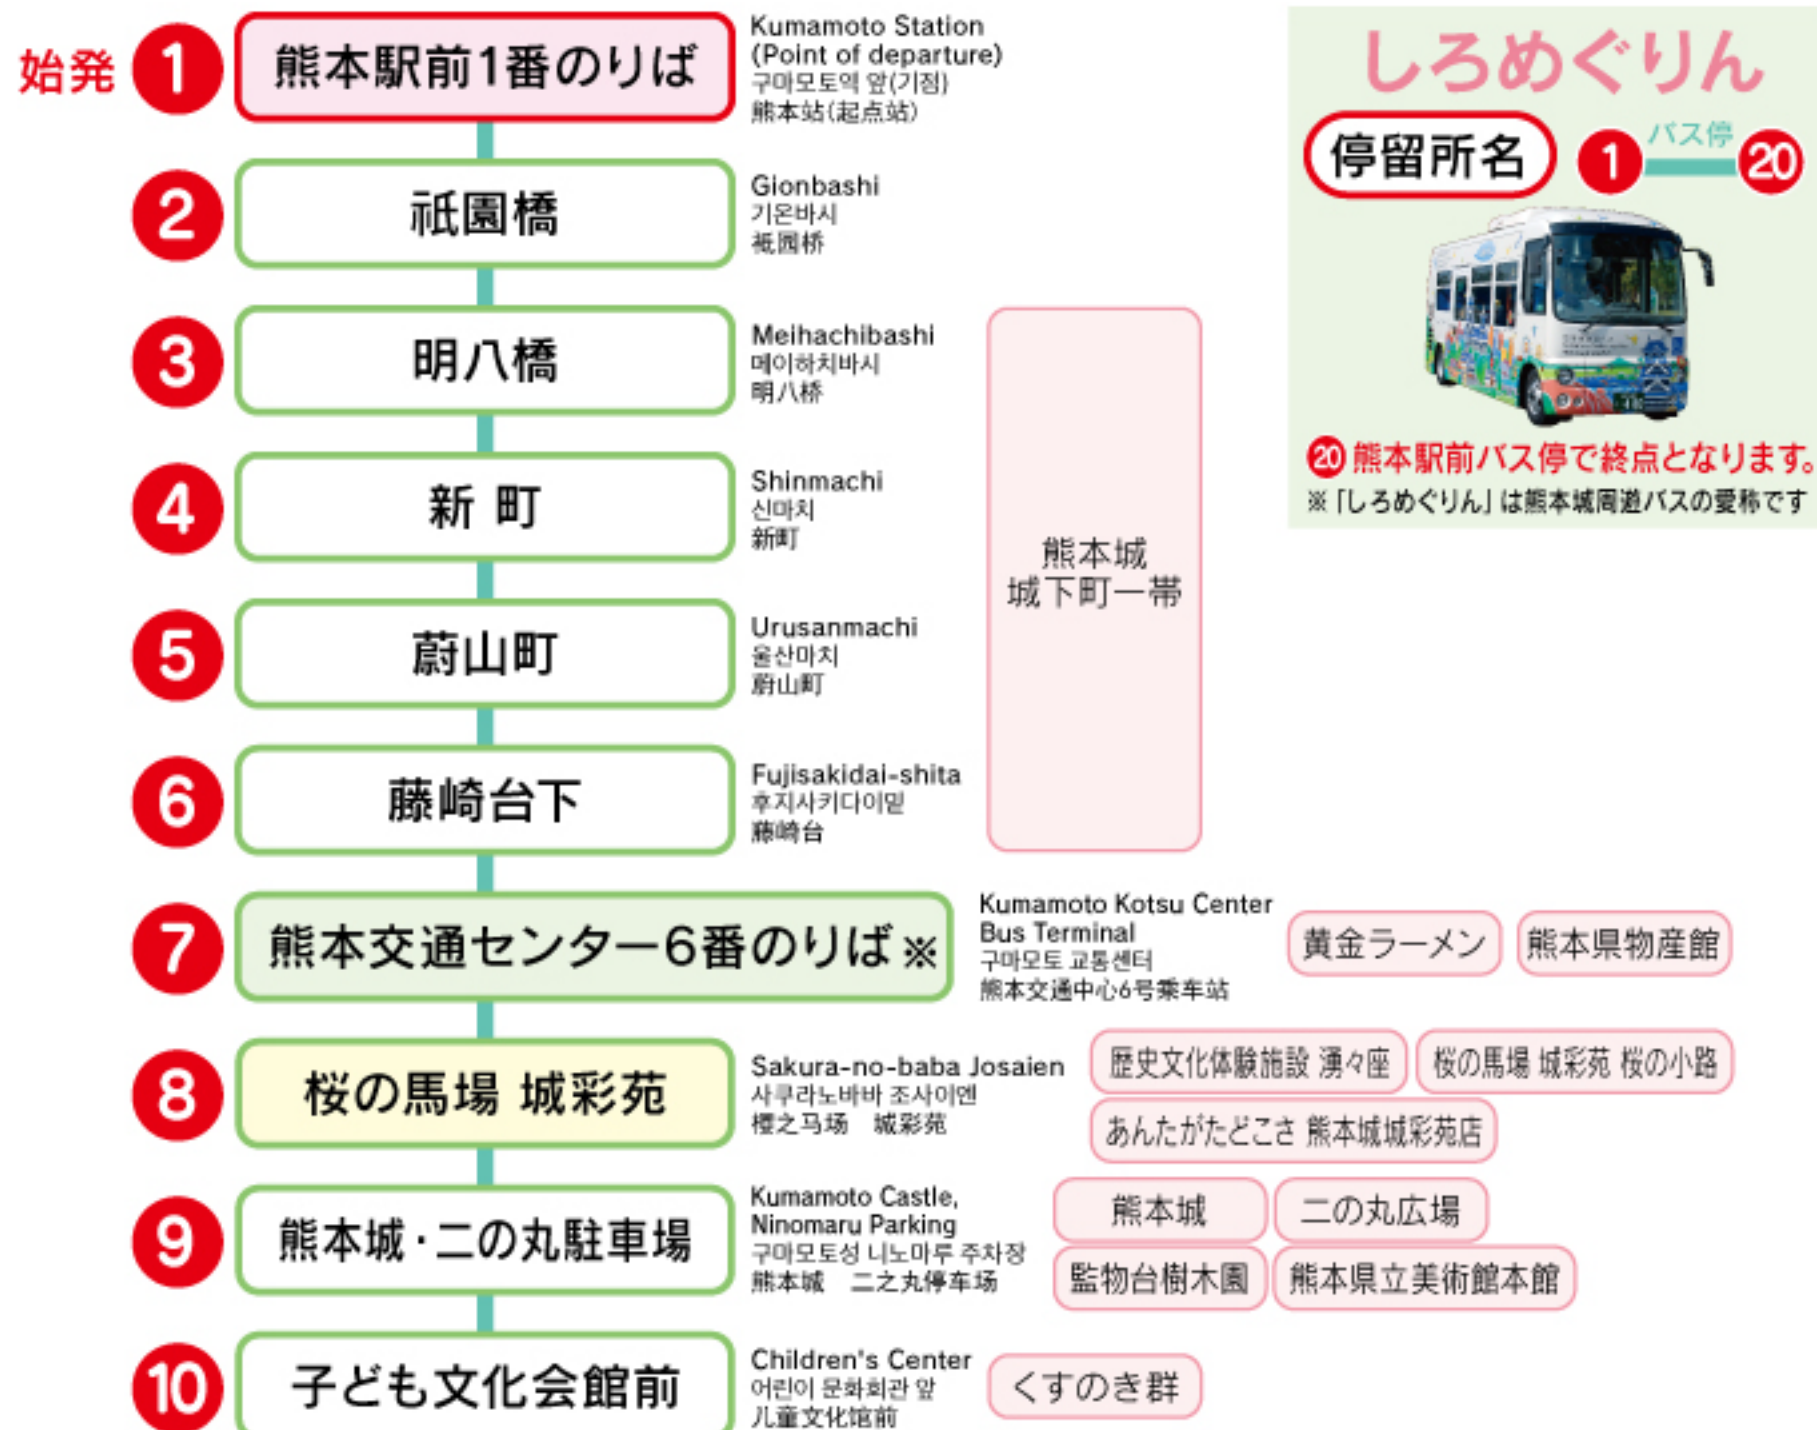 始発
1
熊本駅前1番のりば
Kumamoto Station
(Point of departure)
구마모토역 앞(기점)
熊本站(起点站)
しろめぐりん
停留所名
1 バス停 20
20 熊本駅前バス停で終点となります。
※「しろめぐりん」は熊本城周遊バスの愛称です
2
祇園橋
Gionbashi
기온바시
祗园桥
3
明八橋
Meihachibashi
메이하치바시
明八桥
4
新 町
Shinmachi
신마치
新町
熊本城
城下町一帯
5
蔚山町
Urusanmachi
울산마치
蔚山町
6
藤崎台下
Fujisakidai-shita
후지사키다이밑
藤崎台
7
熊本交通センター6番のりば※
Kumamoto Kotsu Center
Bus Terminal
구마모토 교통센터
熊本交通中心6号乘车站
黄金ラーメン
熊本県物産館
8
桜の馬場 城彩苑
Sakura-no-baba Josaien
사쿠라노바바 조사이엔
樱之马场 城彩苑
歴史文化体験施設 湧々座
桜の馬場 城彩苑 桜の小路
あんたがたどこさ 熊本城城彩苑店
9
熊本城・二の丸駐車場
Kumamoto Castle,
Ninomaru Parking
구마모토성 니노마루 주차장
熊本城 二之丸停车场
熊本城
二の丸広場
監物台樹木園
熊本県立美術館本館
10
子ども文化会館前
Children's Center
어린이 문화회관 앞
儿童文化馆前
くすのき群